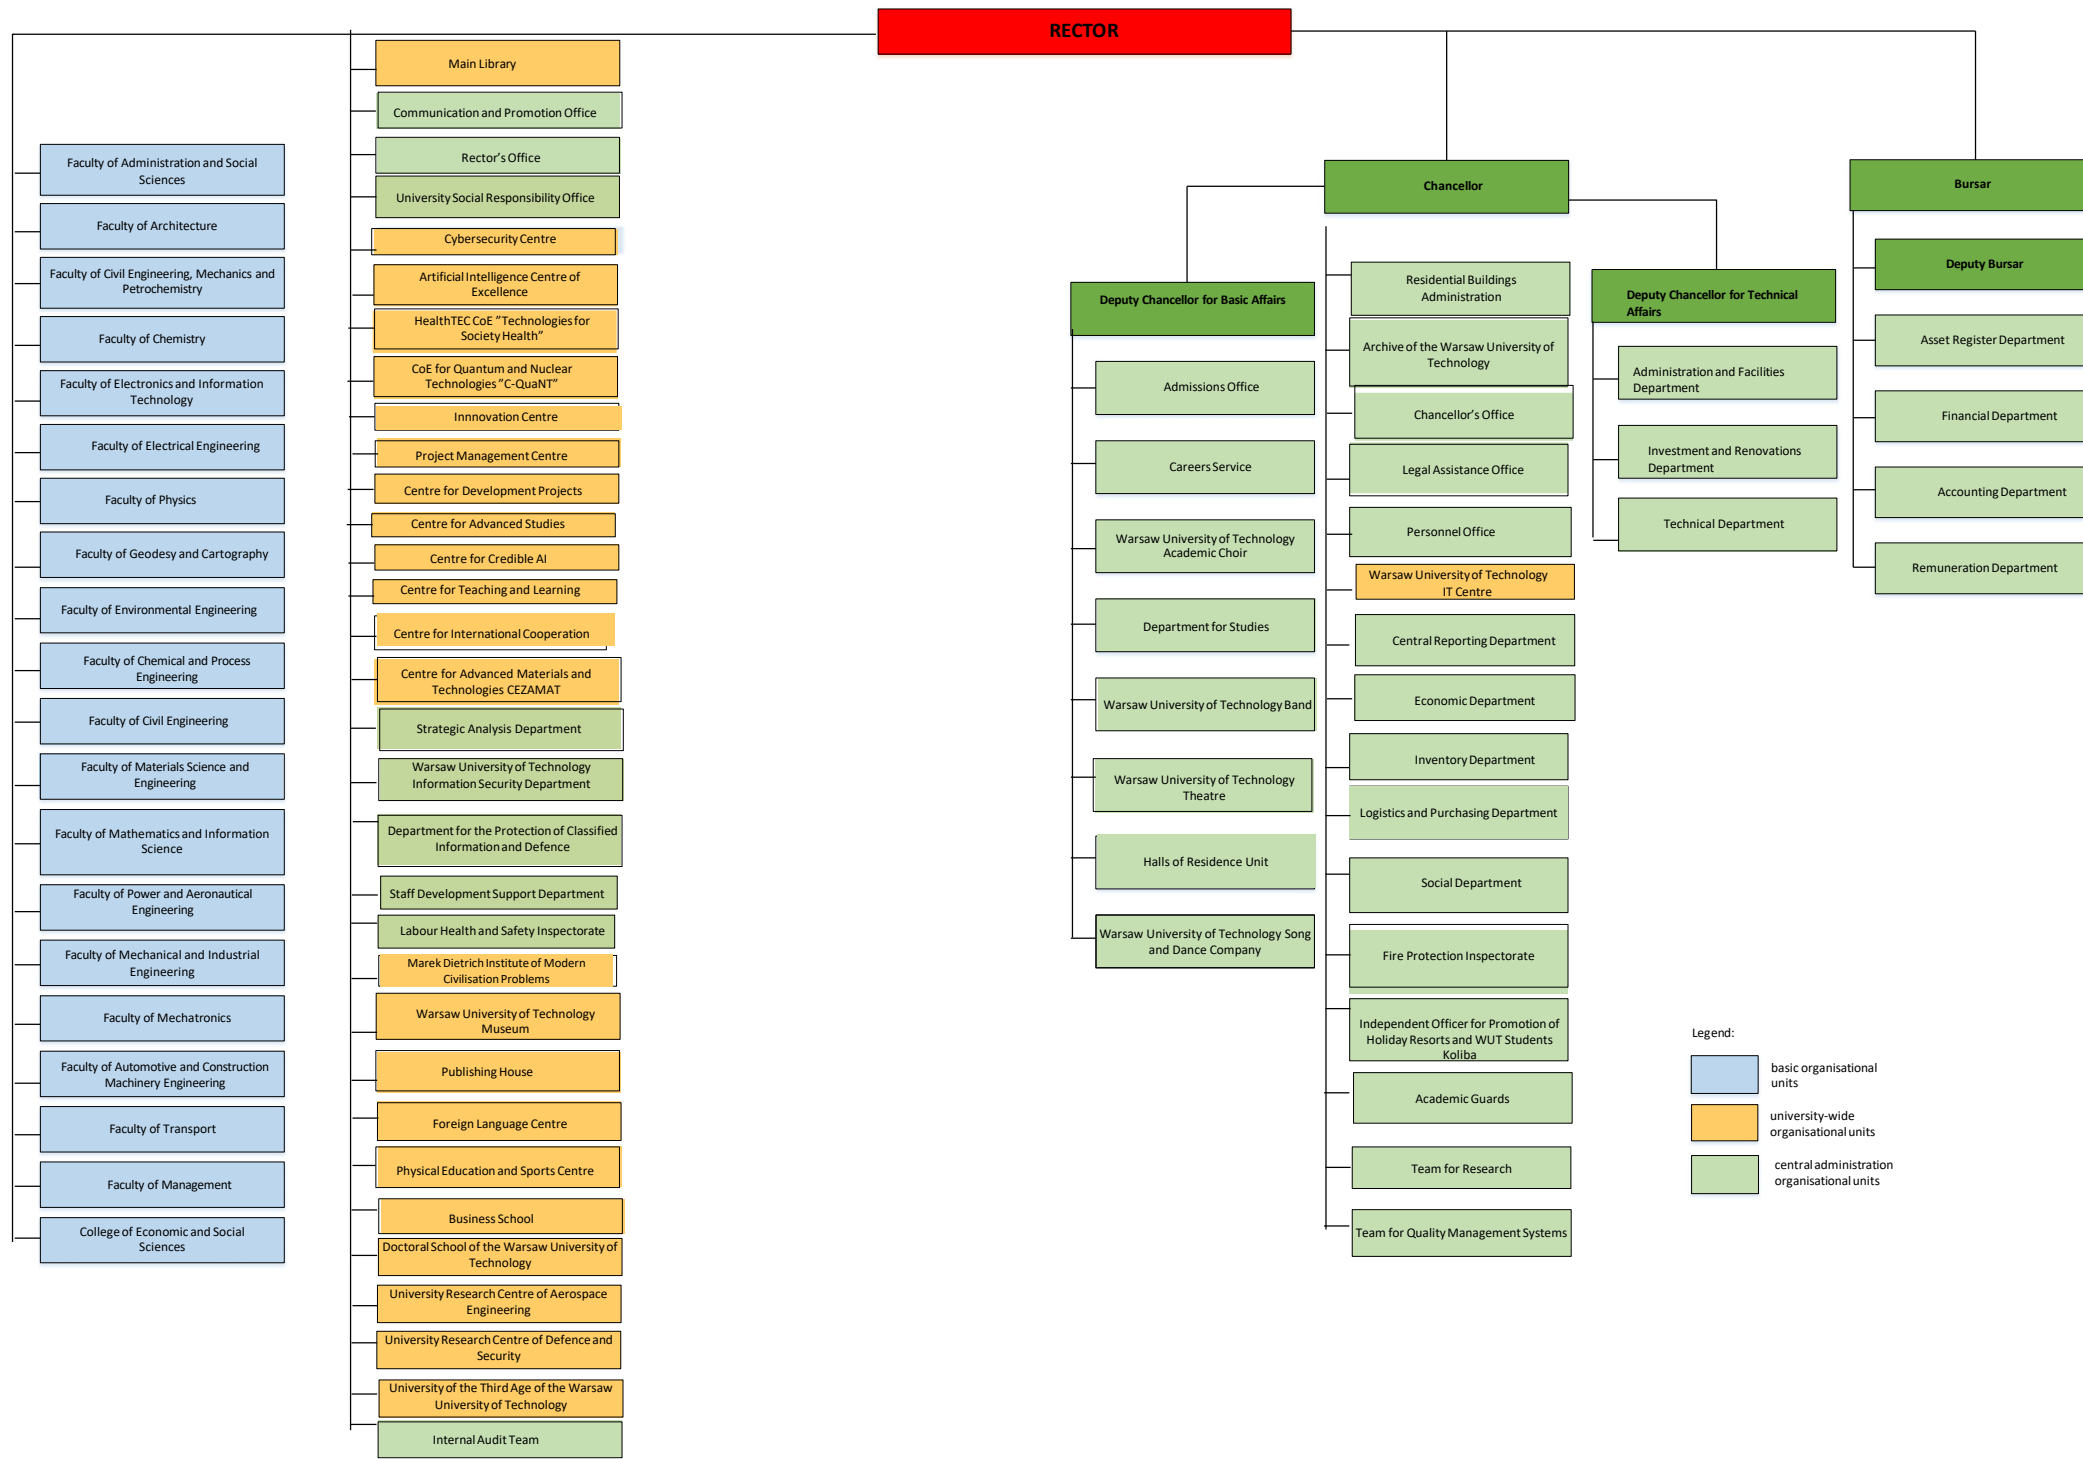 RECTOR
Main Library
Communication and Promotion Office
Rector's Office
University Social Responsibility Office
Cybersecurity Centre
Artificial Intelligence Centre of
Excellence
HealthTEC CoE "Technologies for
Society Health"
CoE for Quantum and Nuclear
Technologies "C-QuaNT"
Innnovation Centre
Project Management Centre
Centre for Development Projects
Centre for Advanced Studies
Centre for Credible AI
Centre for Teaching and Learning
Centre for International Cooperation
Centre for Advanced Materials and
Technologies CEZAMAT
Strategic Analysis Department
Warsaw University of Technology
Information Security Department
Department for the Protection of Classified
Information and Defence
Staff Development Support Department
Labour Health and Safety Inspectorate
Marek Dietrich Institute of Modern
Civilisation Problems
Warsaw University of Technology
Museum
Publishing House
Foreign Language Centre
Physical Education and Sports Centre
Business School
Doctoral School of the Warsaw University of
Technology
University Research Centre of Aerospace
Engineering
University Research Centre of Defence and
Security
University of the Third Age of the Warsaw
University of Technology
Internal Audit Team
Faculty of Administration and Social
Sciences
Faculty of Architecture
Faculty of Civil Engineering, Mechanics and
Petrochemistry
Faculty of Chemistry
Faculty of Electronics and Information
Technology
Faculty of Electrical Engineering
Faculty of Physics
Faculty of Geodesy and Cartography
Faculty of Environmental Engineering
Faculty of Chemical and Process
Engineering
Faculty of Civil Engineering
Faculty of Materials Science and
Engineering
Faculty of Mathematics and Information
Science
Faculty of Power and Aeronautical
Engineering
Faculty of Mechanical and Industrial
Engineering
Faculty of Mechatronics
Faculty of Automotive and Construction
Machinery Engineering
Faculty of Transport
Faculty of Management
College of Economic and Social
Sciences
Chancellor
Deputy Chancellor for Basic Affairs
Admissions Office
Careers Service
Warsaw University of Technology
Academic Choir
Department for Studies
Warsaw University of Technology Band
Warsaw University of Technology
Theatre
Halls of Residence Unit
Warsaw University of Technology Song
and Dance Company
Residential Buildings
Administration
Archive of the Warsaw University of
Technology
Chancellor's Office
Legal Assistance Office
Personnel Office
Warsaw University of Technology
IT Centre
Central Reporting Department
Economic Department
Inventory Department
Logistics and Purchasing Department
Social Department
Fire Protection Inspectorate
Independent Officer for Promotion of
Holiday Resorts and WUT Students
Koliba
Academic Guards
Team for Research
Team for Quality Management Systems
Deputy Chancellor for Technical
Affairs
Administration and Facilities
Department
Investment and Renovations
Department
Technical Department
Bursar
Deputy Bursar
Asset Register Department
Financial Department
Accounting Department
Remuneration Department
Legend:
basic organisational
units
university-wide
organisational units
central administration
organisational units